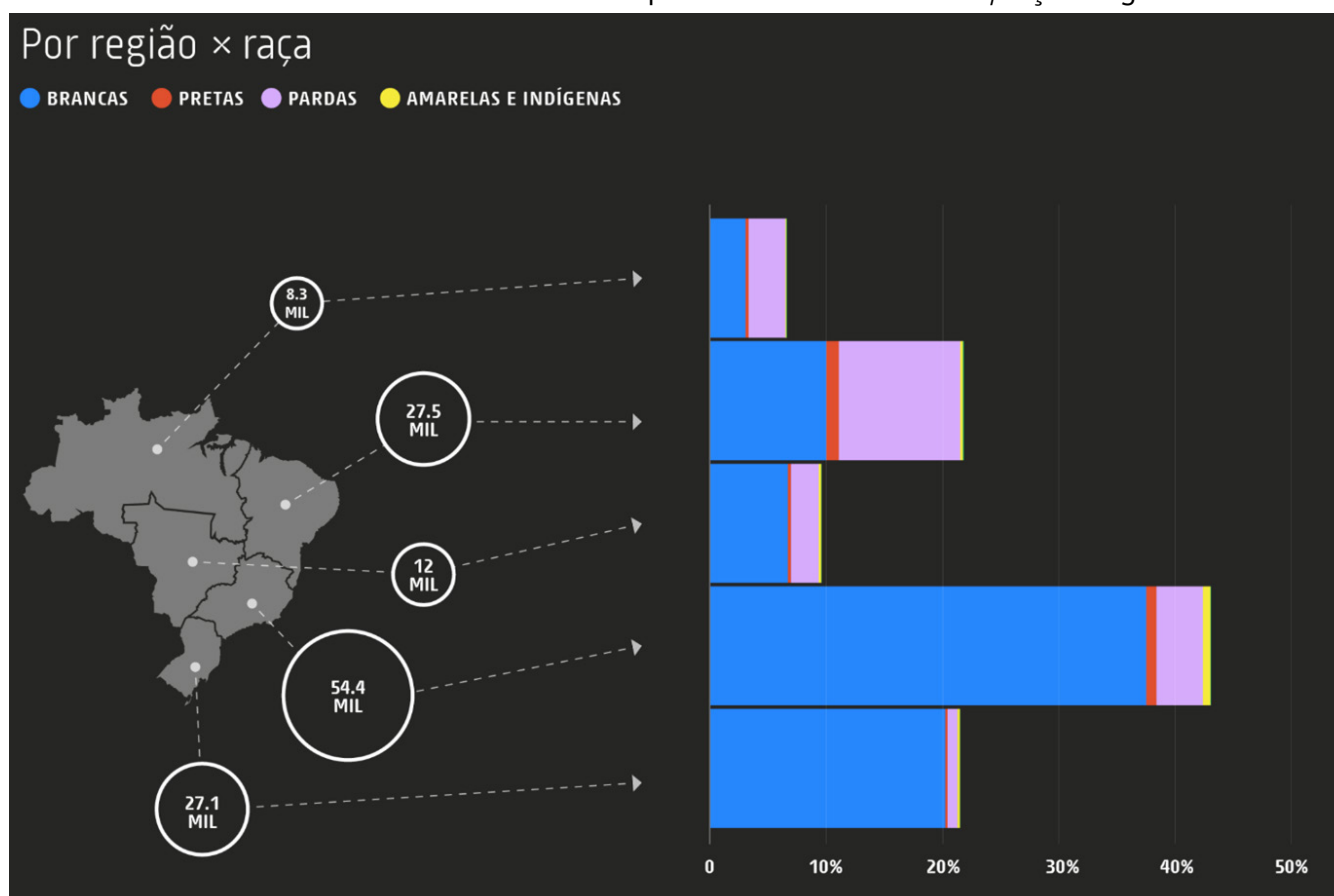 Por região × raça
BRANCAS PRETAS PARDAS AMARELAS E INDÍGENAS
8.3
MIL
27.5
MIL
12
MIL
54.4
MIL
27.1
MIL
0 10% 20% 30% 40% 50%